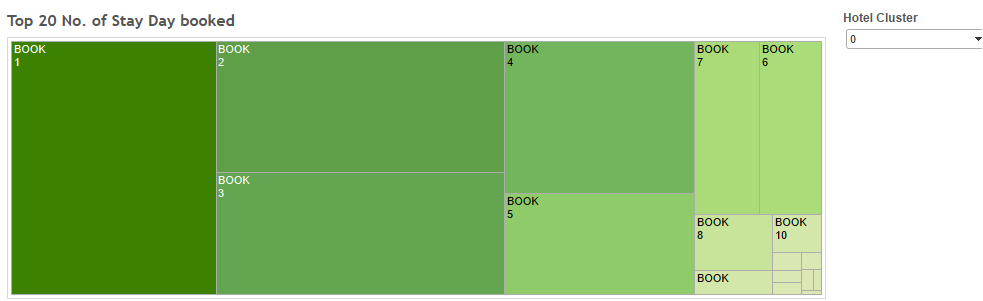 Top 20 No. of Stay Day booked
Hotel Cluster
0
BOOK
1
BOOK
2
BOOK
3
BOOK
4
BOOK
5
BOOK
7
BOOK
6
BOOK
8
BOOK
10
BOOK